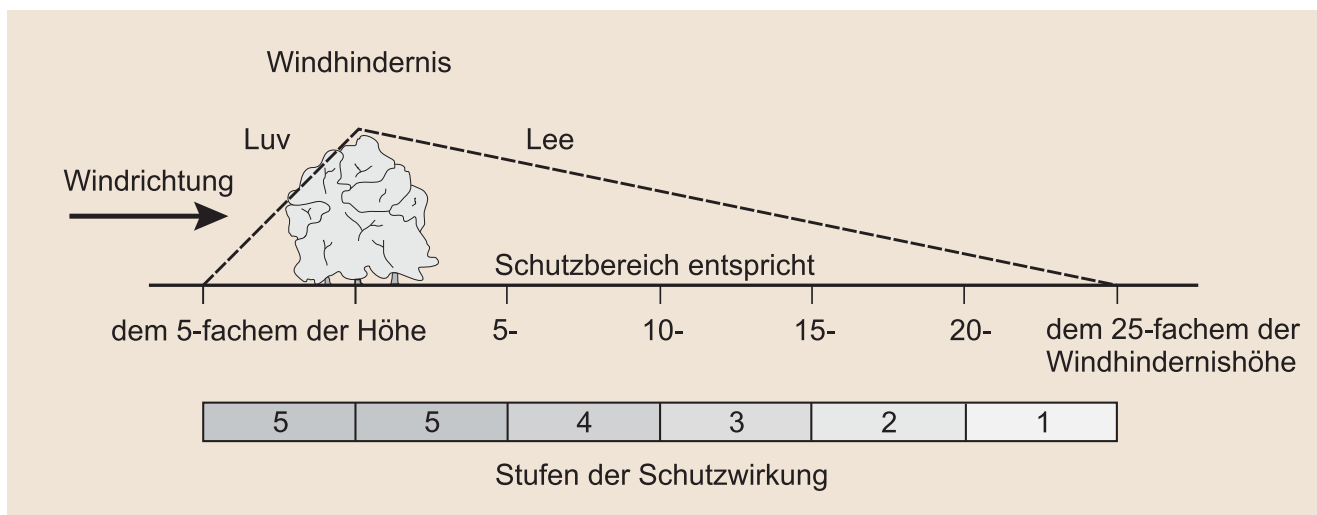 Windhindernis
Luv
Lee
Windrichtung
Schutzbereich entspricht
dem 5-fachem der Höhe
5-
10-
15-
20-
dem 25-fachem der
Windhindernishöhe
5
5
4
3
2
1
Stufen der Schutzwirkung